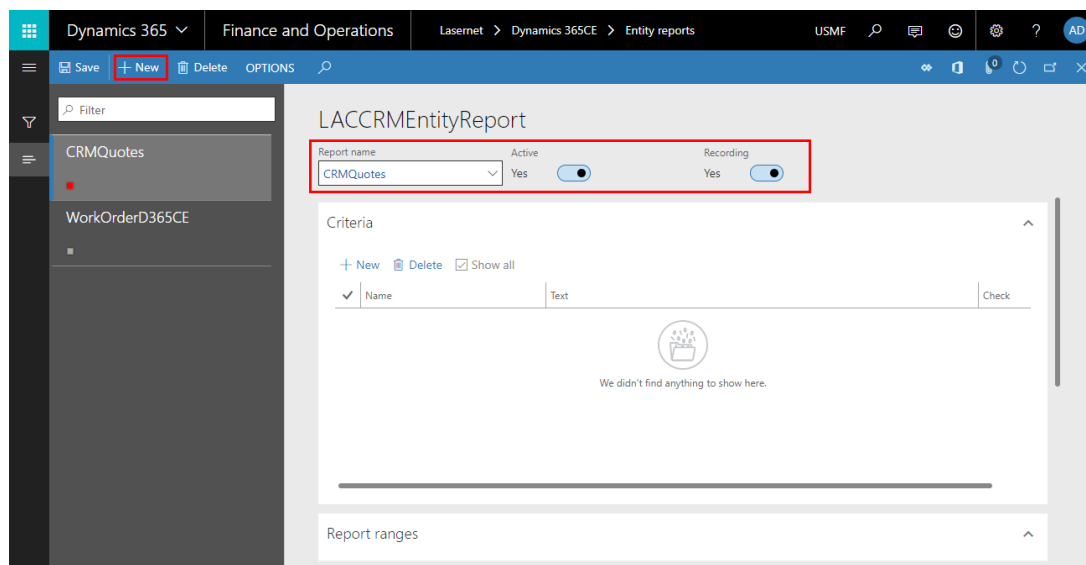 Dynamics 365 Finance and Operations Lasernet > Dynamics 365CE > Entity reports USMF ? AD
Save + New Delete OPTIONS 0
Filter
CRMQuotes
WorkOrderD365CE
LACCRMEntityReport
Report name Active Recording
CRMQuotes Yes Yes
Criteria
+ New Delete Show all
Name Text Check
We didn't find anything to show here.
Report ranges